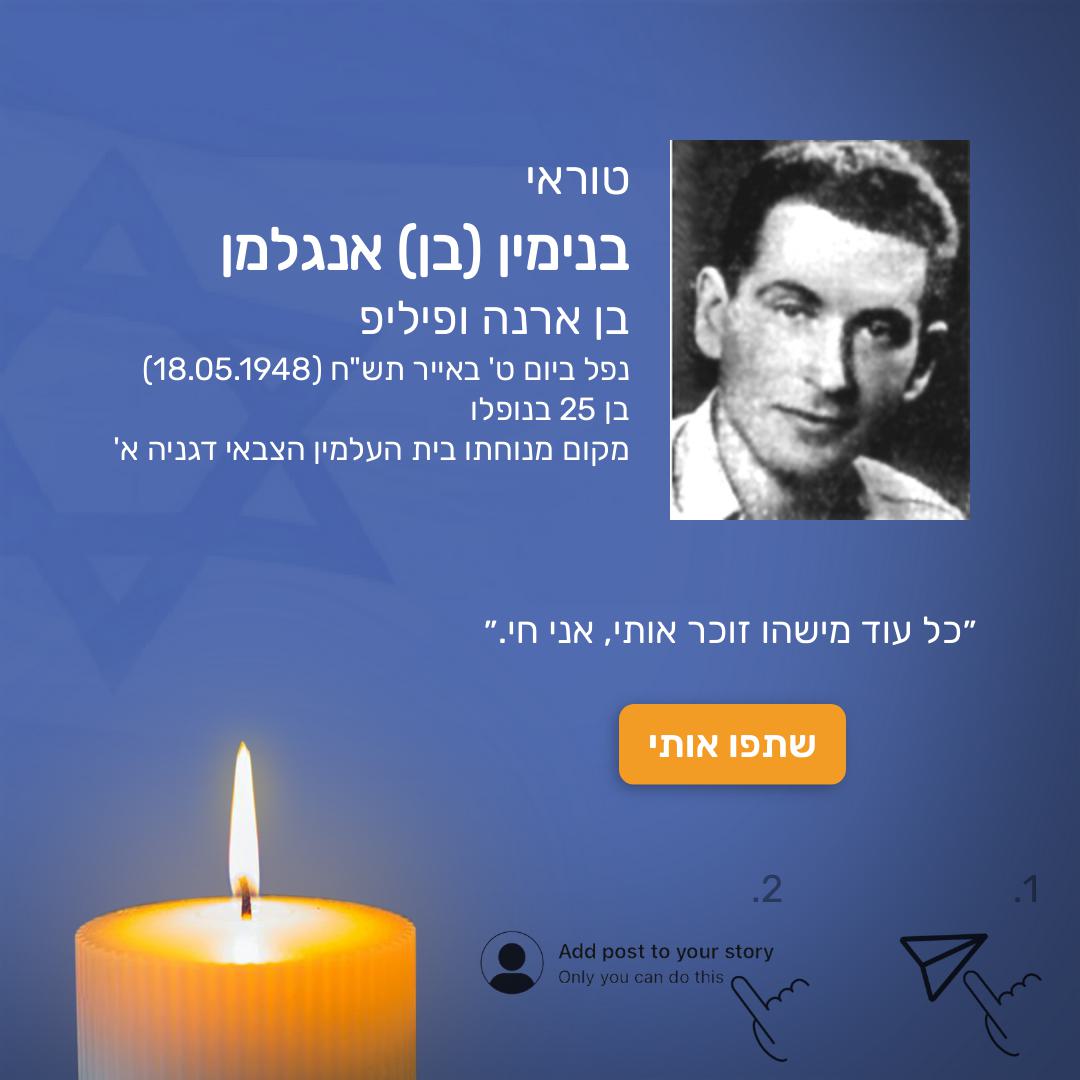 טוראי
בנימין (בן) אנגלמן
בן ארנה ופיליפ
נפל ביום ט' באייר תש"ח (18.05.1948)
בן 25 בנופלו
מקום מנוחתו בית העלמין הצבאי דגניה א'
״כל עוד מישהו זוכר אותי, אני חי.״
שתפו אותי
1.
2.
Add post to your story
Only you can do this